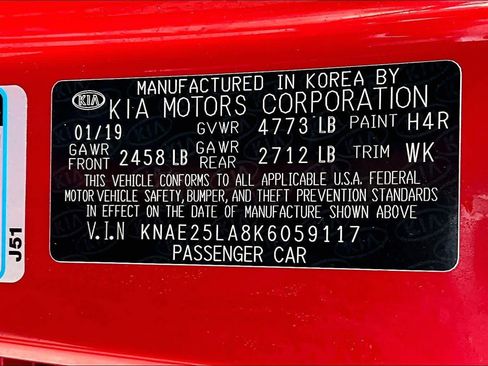 MANUFACTURED IN KOREA BY
KIA KIA MOTORS CORPORATION
01/19 GVWR 4773 LB PAINT H4R
GAWR FRONT 2458 LB GAWR REAR 2712 LB TRIM WK
THIS VEHICLE CONFORMS TO ALL APPLICABLE U.S.A. FEDERAL
MOTOR VEHICLE SAFETY, BUMPER, AND THEFT PREVENTION STANDARDS
IN EFFECT ON THE DATE OF MANUFACTURE SHOWN ABOVE
V.I.N KNAE25LA8K6059117
PASSENGER CAR
J51